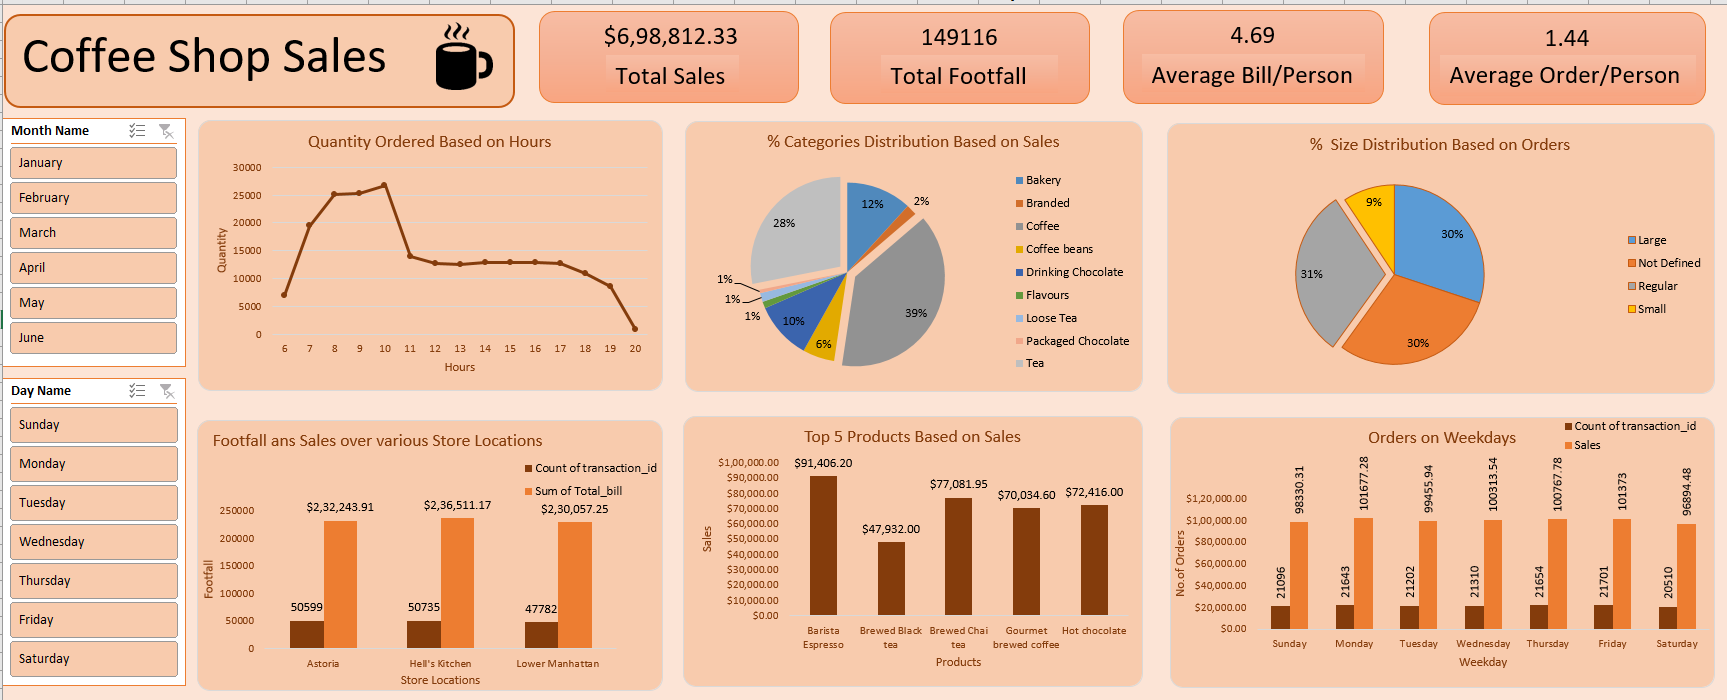 Coffee Shop Sales
$6,98,812.33
Total Sales
149116
Total Footfall
4.69
Average Bill/Person
1.44
Average Order/Person
Month Name
January
February
March
April
May
June
Day Name
Sunday
Monday
Tuesday
Wednesday
Thursday
Friday
Saturday
Quantity Ordered Based on Hours
Quantity
30000
25000
20000
15000
10000
5000
0
6 7 8 9 10 11 12 13 14 15 16 17 18 19 20
Hours
% Categories Distribution Based on Sales
12%
2%
39%
6%
10%
1%
1%
1%
28%
Bakery
Branded
Coffee
Coffee beans
Drinking Chocolate
Flavours
Loose Tea
Packaged Chocolate
Tea
% Size Distribution Based on Orders
30%
30%
31%
9%
Large
Not Defined
Regular
Small
Footfall ans Sales over various Store Locations
Count of transaction_id
Sum of Total_bill
Footfall
250000
200000
150000
100000
50000
0
$2,32,243.91
$2,36,511.17
$2,30,057.25
50599
50735
47782
Astoria
Hell's Kitchen
Lower Manhattan
Store Locations
Top 5 Products Based on Sales
Sales
$1,00,000.00
$90,000.00
$80,000.00
$70,000.00
$60,000.00
$50,000.00
$40,000.00
$30,000.00
$20,000.00
$10,000.00
$0.00
$91,406.20
$47,932.00
$77,081.95
$70,034.60
$72,416.00
Barista
Espresso
Brewed Black
tea
Brewed Chai
tea
Gourmet
brewed coffee
Hot chocolate
Products
Orders on Weekdays
Count of transaction_id
Sales
No.of Orders
$1,20,000.00
$1,00,000.00
$80,000.00
$60,000.00
$40,000.00
$20,000.00
$0.00
21096
98330.31
21643
101677.28
21202
99455.94
21310
100313.54
21654
100767.78
21701
101373
20510
96894.48
Sunday
Monday
Tuesday
Wednesday
Thursday
Friday
Saturday
Weekday